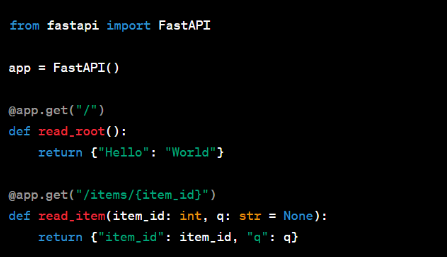 from fastapi import FastAPI
app = FastAPI()
@app.get("/")
def read_root():
    return {"Hello": "World"}
@app.get("/items/{item_id}")
def read_item(item_id: int, q: str = None):
    return {"item_id": item_id, "q": q}